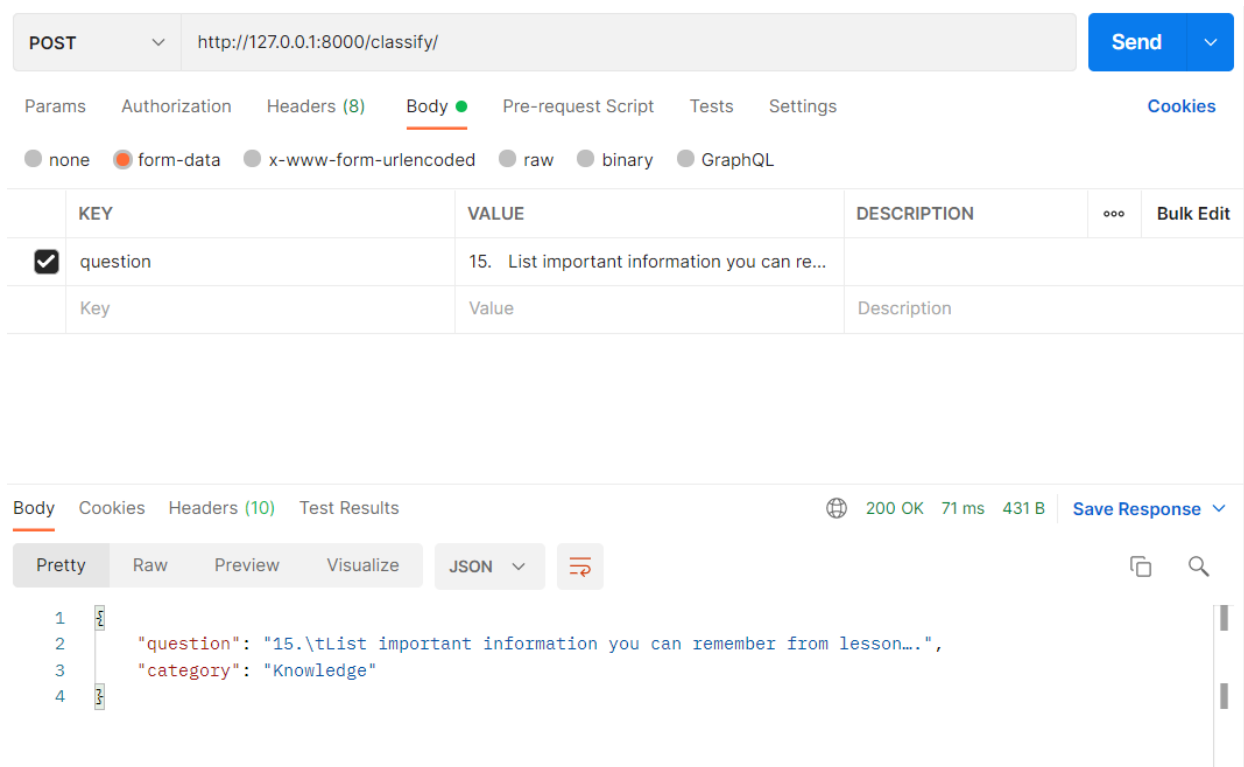 POST http://127.0.0.1:8000/classify/ Send
Params Authorization Headers (8) Body Pre-request Script Tests Settings Cookies
none form-data x-www-form-urlencoded raw binary GraphQL
KEY VALUE DESCRIPTION ooo Bulk Edit
question 15. List important information you can re...
Key Value Description
Body Cookies Headers (10) Test Results 200 OK 71 ms 431 B Save Response
Pretty Raw Preview Visualize JSON
1 {
2 "question": "15.\tList important information you can remember from lesson….",
3 "category": "Knowledge"
4 }